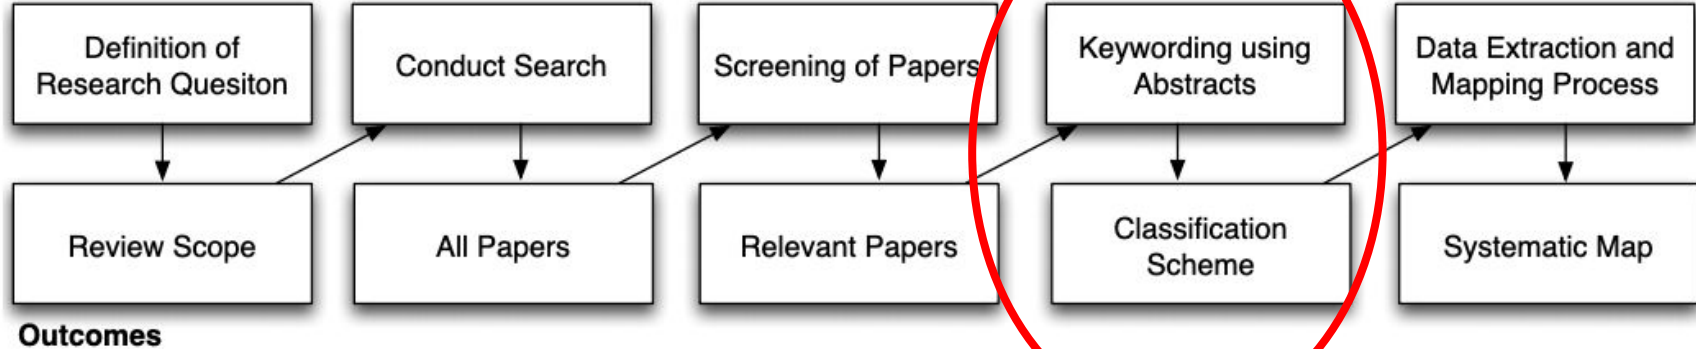 Definition of
Research Quesiton
Conduct Search
Screening of Papers
Keywording using
Abstracts
Data Extraction and
Mapping Process
Review Scope
All Papers
Relevant Papers
Classification
Scheme
Systematic Map
Outcomes